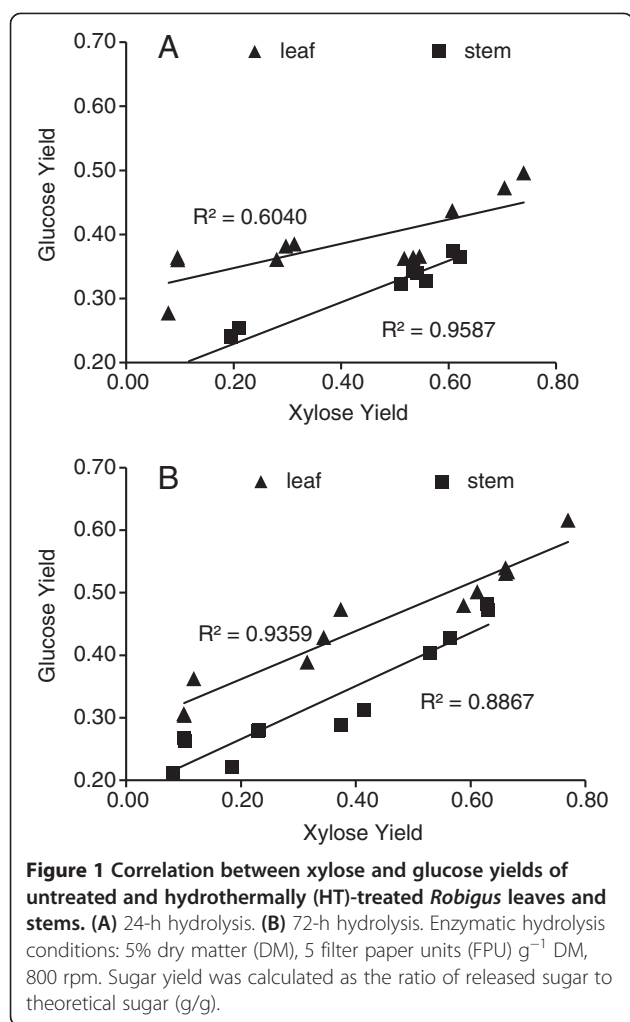 0.70
A
leaf
stem
0.60
0.50
0.40
0.30
0.20
Glucose Yield
R² = 0.6040
R² = 0.9587
0.00 0.20 0.40 0.60 0.80
Xylose Yield
0.70
B
leaf
stem
0.60
0.50
0.40
0.30
0.20
Glucose Yield
R² = 0.9359
R² = 0.8867
0.00 0.20 0.40 0.60 0.80
Xylose Yield
Figure 1 Correlation between xylose and glucose yields of
untreated and hydrothermally (HT)-treated Robigus leaves and
stems. (A) 24-h hydrolysis. (B) 72-h hydrolysis. Enzymatic hydrolysis
conditions: 5% dry matter (DM), 5 filter paper units (FPU) g⁻¹ DM,
800 rpm. Sugar yield was calculated as the ratio of released sugar to
theoretical sugar (g/g).